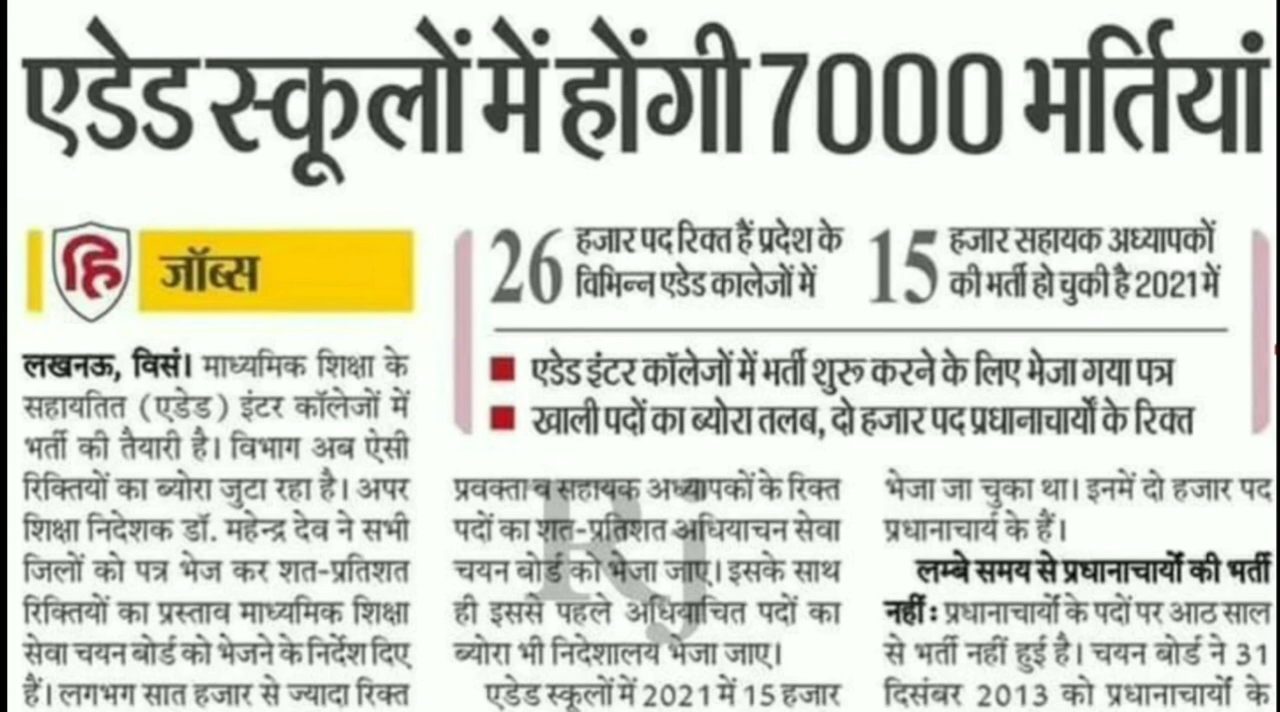 एडेड स्कूलों में होंगी 7000 भर्तियां
हि
जॉब्स
26 हजार पद रिक्त हैं प्रदेश के
विभिन्न एडेड कालेजों में
15 हजार सहायक अध्यापकों
की भर्ती हो चुकी है 2021 में
एडेड इंटर कॉलेजों में भर्ती शुरू करने के लिए भेजा गया पत्र
खाली पदों का ब्योरा तलब, दो हजार पद प्रधानाचार्यों के रिक्त
लखनऊ, विसं। माध्यमिक शिक्षा के
सहायतित (एडेड) इंटर कॉलेजों में
भर्ती की तैयारी है। विभाग अब ऐसी
रिक्तियों का ब्योरा जुटा रहा है। अपर
शिक्षा निदेशक डॉ. महेन्द्र देव ने सभी
जिलों को पत्र भेज कर शत-प्रतिशत
रिक्तियों का प्रस्ताव माध्यमिक शिक्षा
सेवा चयन बोर्ड को भेजने के निर्देश दिए
हैं। लगभग सात हजार से ज्यादा रिक्त
प्रवक्ता व सहायक अध्यापकों के रिक्त
पदों का शत-प्रतिशत अधियाचन सेवा
चयन बोर्ड को भेजा जाए। इसके साथ
ही इससे पहले अधियाचित पदों का
ब्योरा भी निदेशालय भेजा जाए।
एडेड स्कूलों में 2021 में 15 हजार
भेजा जा चुका था। इनमें दो हजार पद
प्रधानाचार्य के हैं।
लम्बे समय से प्रधानाचार्यों की भर्ती
नहीं : प्रधानाचार्यों के पदों पर आठ साल
से भर्ती नहीं हुई है। चयन बोर्ड ने 31
दिसंबर 2013 को प्रधानाचार्यों के
Rj